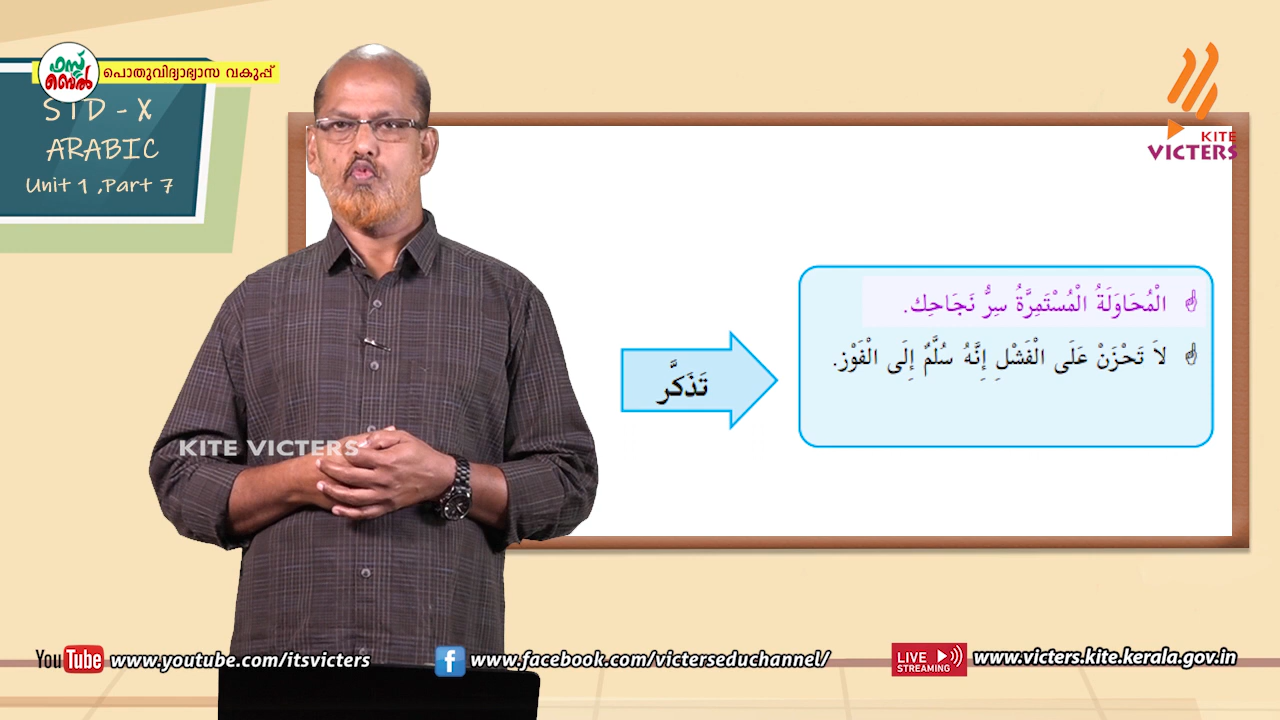 ഫസ്റ്റ്
ബെൽ
പൊതുവിദ്യാഭ്യാസ വകുപ്പ്
STD - X
ARABIC
Unit 1 ,Part 7
KITE
VICTERS
الْمُحَاوَلَةُ الْمُسْتَمِرَّةُ سِرُّ نَجَاحِك.
لاَ تَحْزَنْ عَلَى الْفَشْلِ إِنَّهُ سُلَّمٌ إِلَى الْفَوْز.
تَذَكَّر
KITE VICTERS
YouTube www.youtube.com/itsvicters
f www.facebook.com/victerseduchannel/
LIVE
STREAMING
www.victers.kite.kerala.gov.in